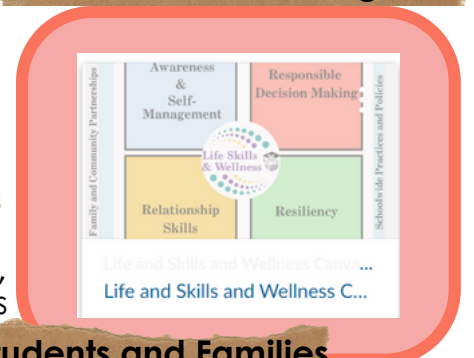 Family and Community Partnerships
Awareness
&
Self-
Management
Responsible
Decision Making
Schoolwide Practices and Policies
Life Skills
& Wellness
Relationship
Skills
Resiliency
Life and Skills and Wellness Canva...
Life and Skills and Wellness C...
,
s
tudents and Families